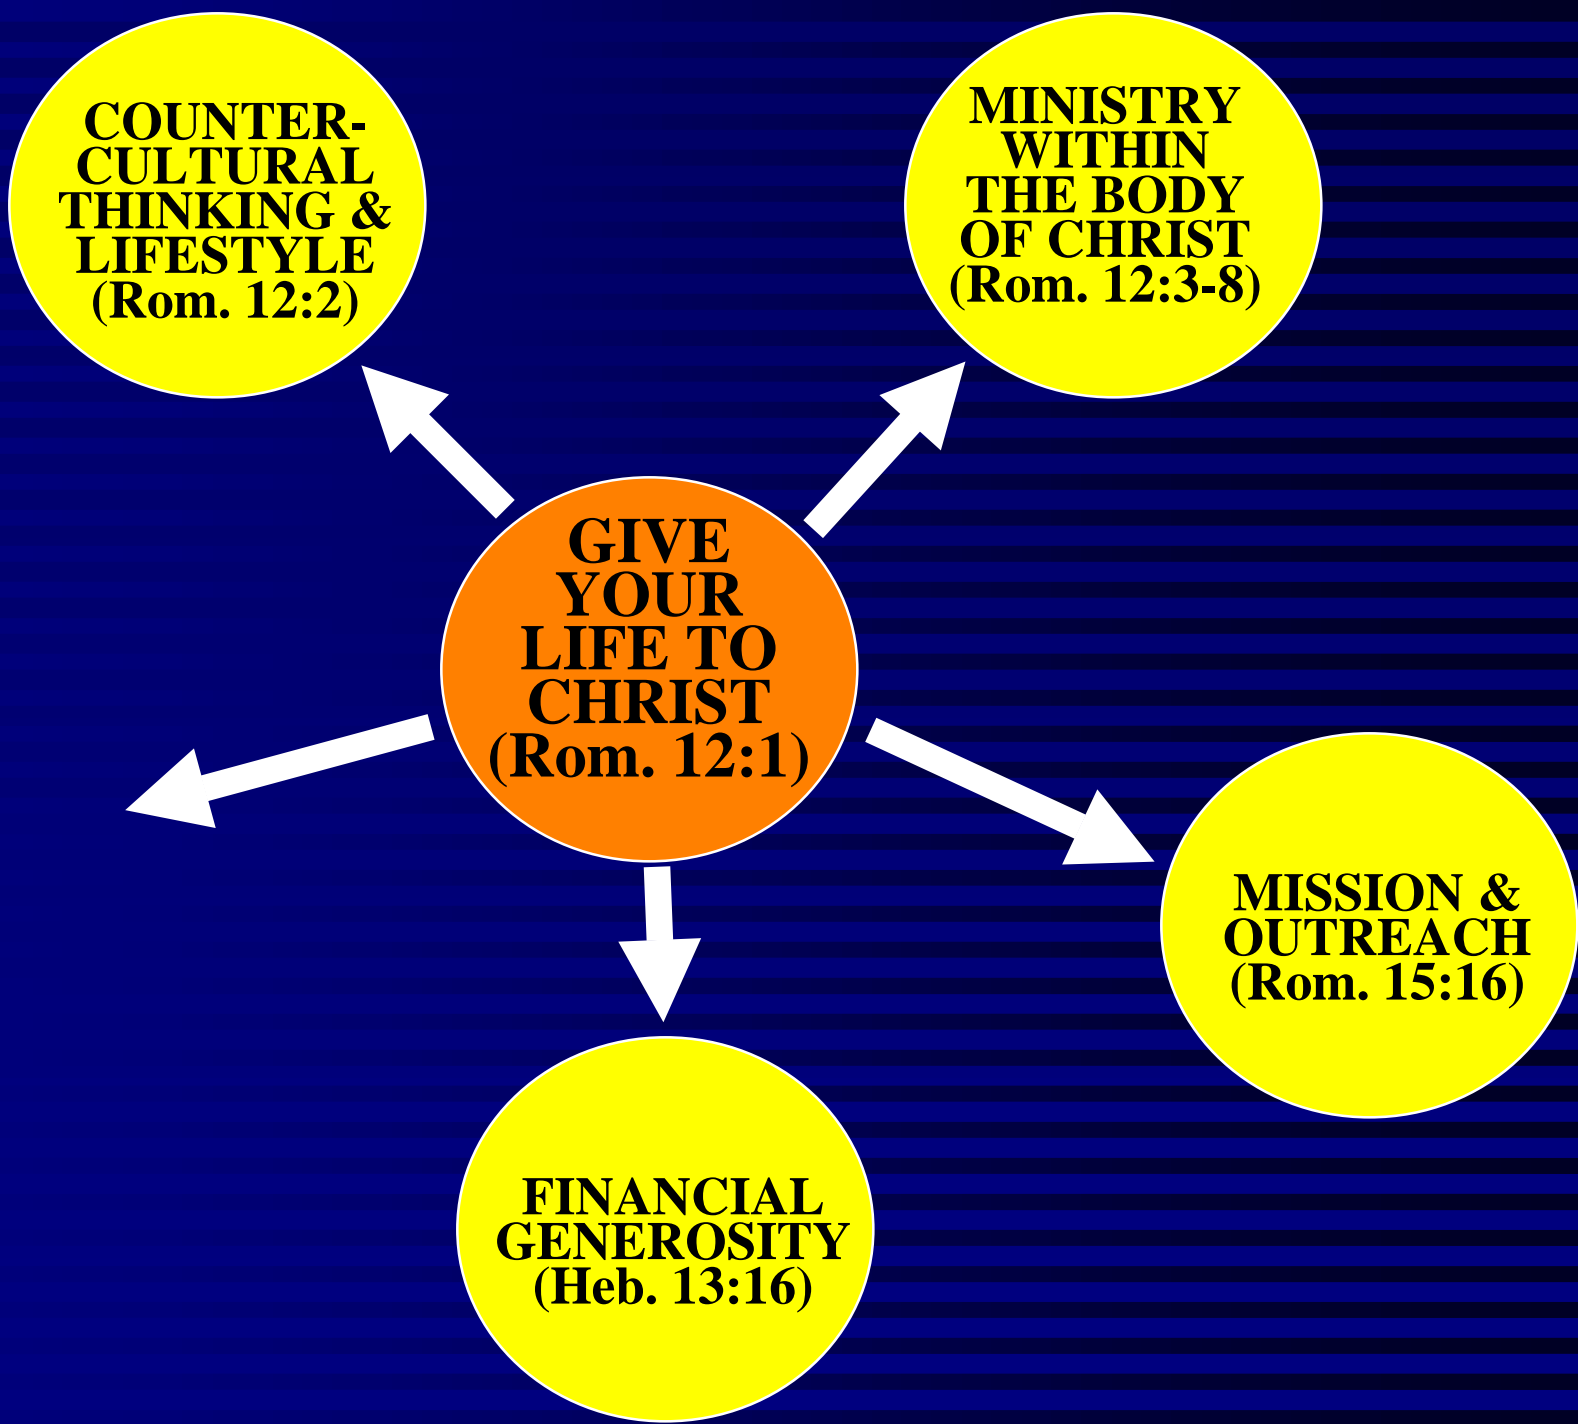 COUNTER-
CULTURAL
THINKING &
LIFESTYLE
(Rom. 12:2)
MINISTRY
WITHIN
THE BODY
OF CHRIST
(Rom. 12:3-8)
GIVE
YOUR
LIFE TO
CHRIST
(Rom. 12:1)
MISSION &
OUTREACH
(Rom. 15:16)
FINANCIAL
GENEROSITY
(Heb. 13:16)